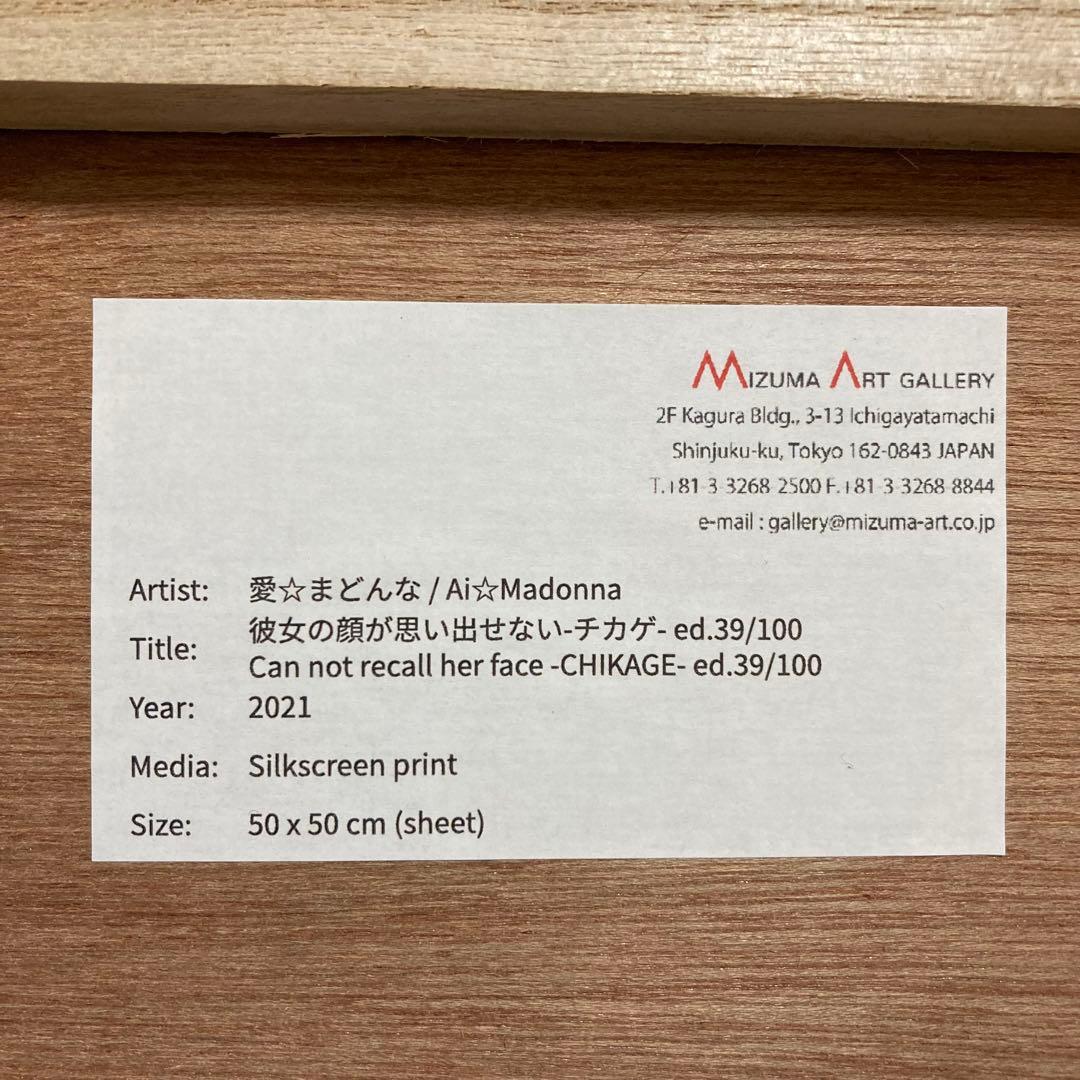 MIZUMA ART GALLERY
2F Kagura Bldg., 3-13 Ichigayatamachi
Shinjuku-ku, Tokyo 162-0843 JAPAN
T.+81-3-3268-2500 F.+81-3-3268-8844
e-mail : gallery@mizuma-art.co.jp
Artist: 愛☆まどんな / Ai☆Madonna
Title: 彼女の顔が思い出せない-チカゲ- ed.39/100
Can not recall her face -CHIKAGE- ed.39/100
Year: 2021
Media: Silkscreen print
Size: 50 x 50 cm (sheet)